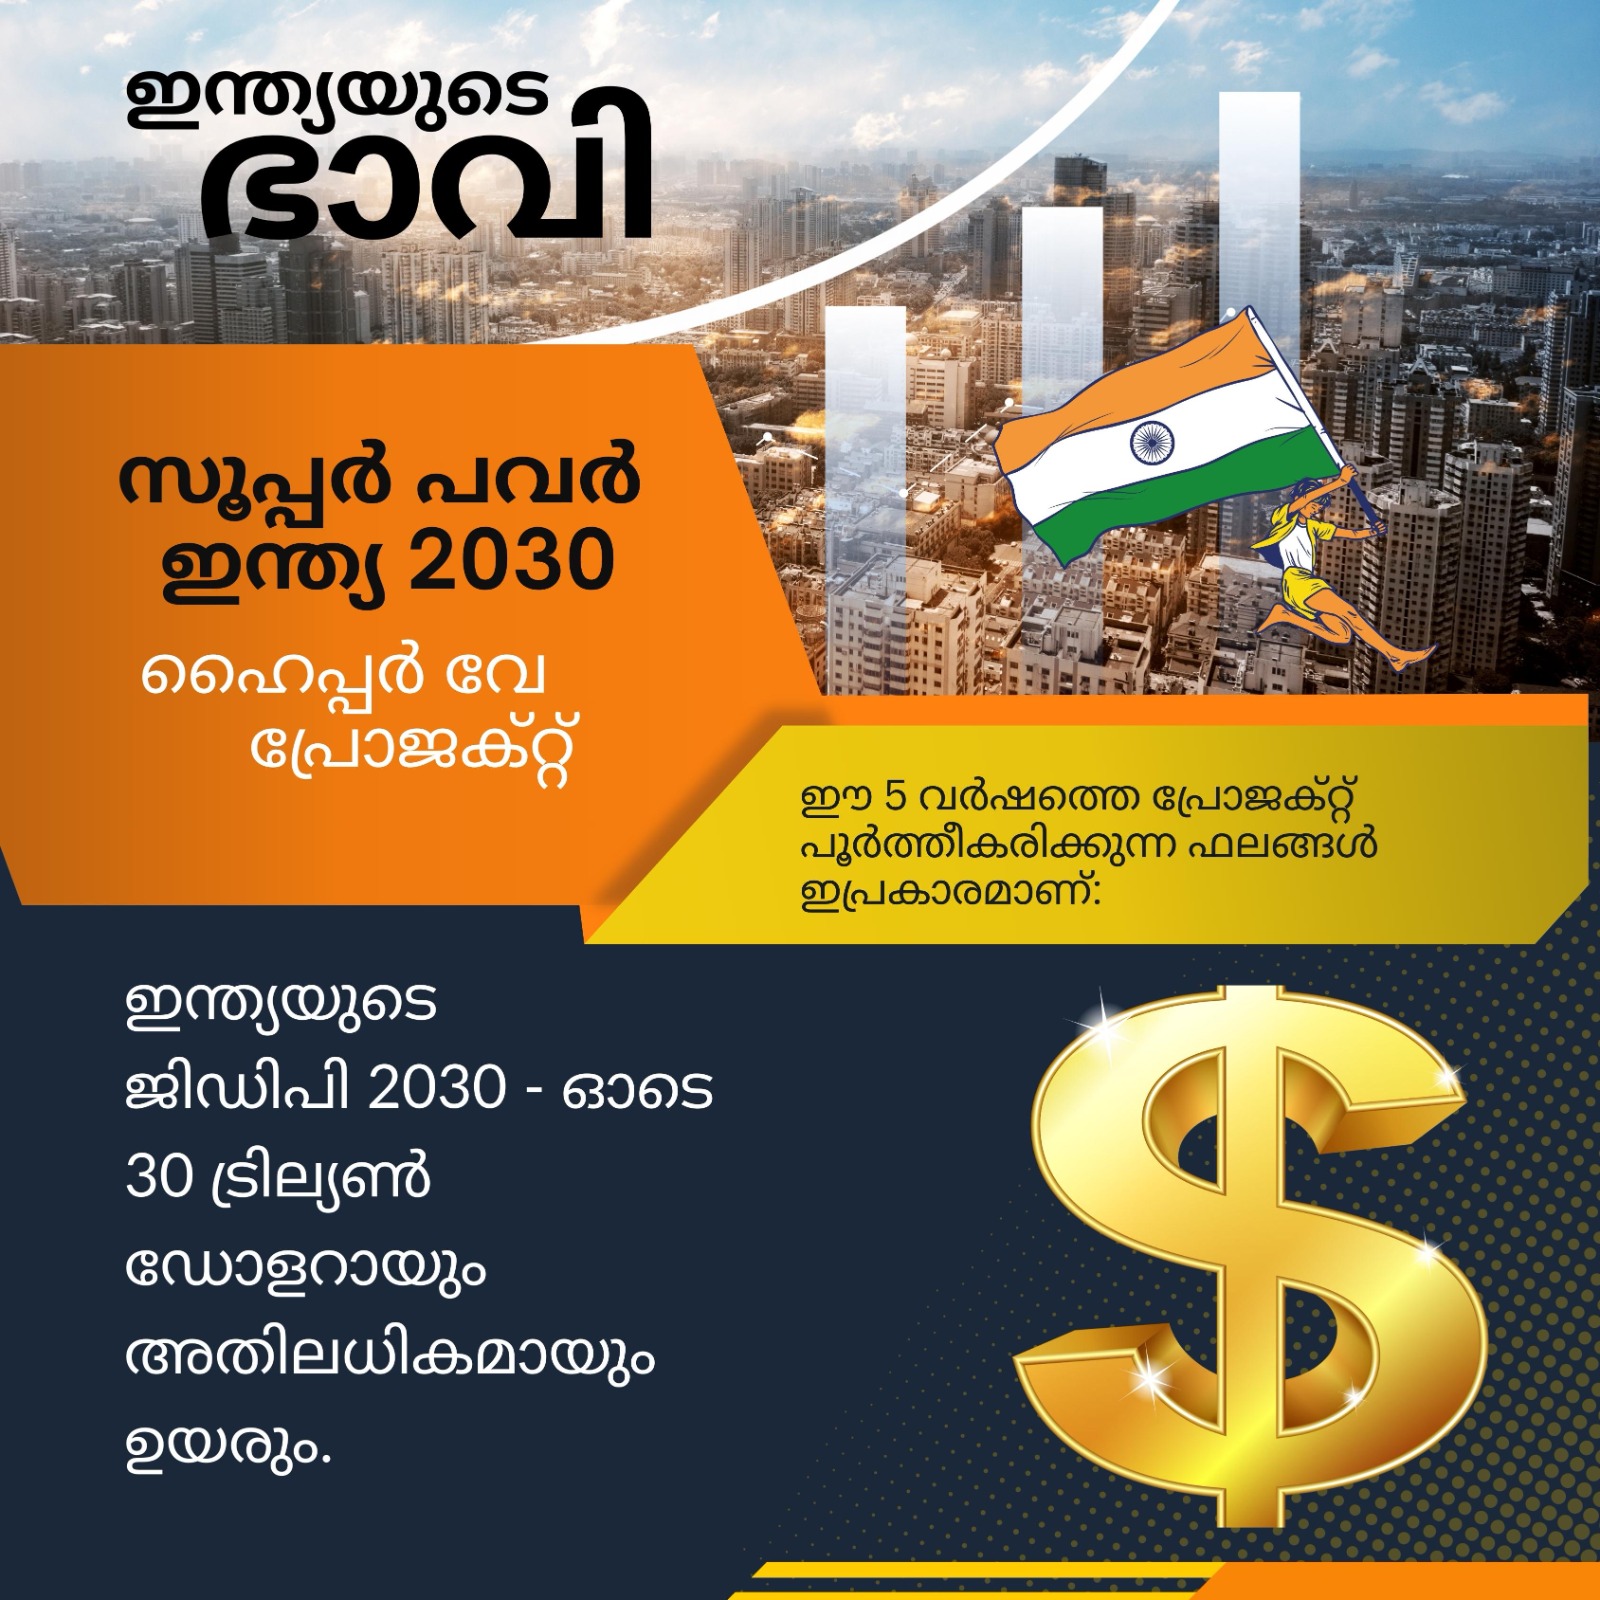 ഇന്ത്യയുടെ
ഭാവി
സൂപ്പർ പവർ
ഇന്ത്യ 2030
ഹൈപ്പർ വേ
പ്രോജക്റ്റ്
ഈ 5 വർഷത്തെ പ്രോജക്റ്റ്
പൂർത്തീകരിക്കുന്ന ഫലങ്ങൾ
ഇപ്രകാരമാണ്:
ഇന്ത്യയുടെ
ജിഡിപി 2030 - ഓടെ
30 ട്രില്യൺ
ഡോളറായും
അതിലധികമായും
ഉയരും.
$